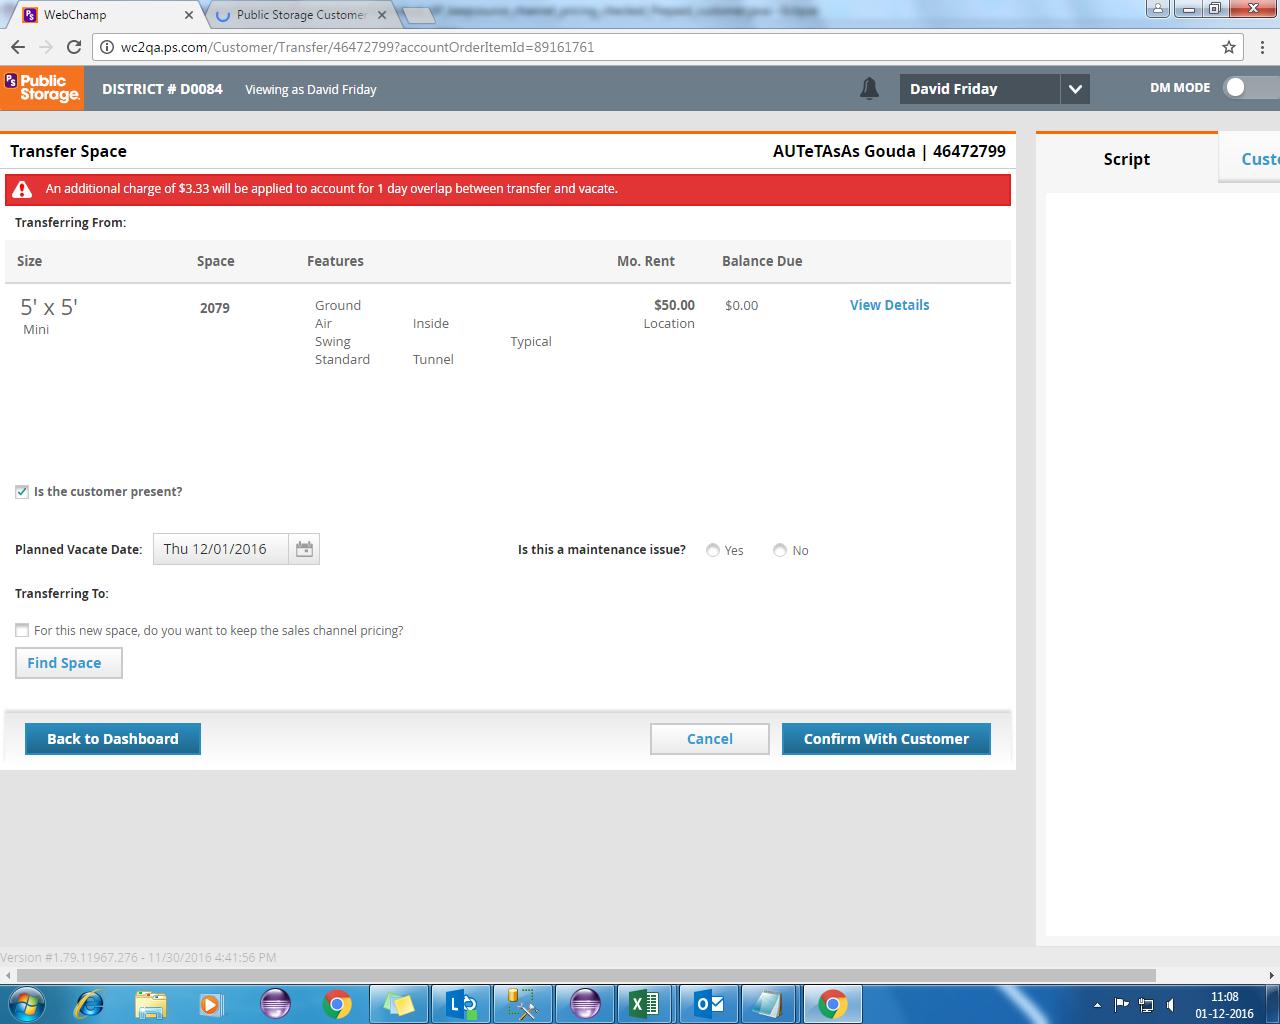 WebChamp
Public Storage Customer
wc2qa.ps.com/Customer/Transfer/46472799?accountOrderItemId=89161761
PS Public Storage.
DISTRICT # D0084
Viewing as David Friday
David Friday
DM MODE
Transfer Space
AUTeTAsAs Gouda | 46472799
Script
Custo
An additional charge of $3.33 will be applied to account for 1 day overlap between transfer and vacate.
Transferring From:
Size Space Features Mo. Rent Balance Due
5' x 5' 2079 Ground $50.00 $0.00 View Details
Mini Air Inside Location
Swing Typical
Standard Tunnel
Is the customer present?
Planned Vacate Date: Thu 12/01/2016 Is this a maintenance issue? Yes No
Transferring To:
For this new space, do you want to keep the sales channel pricing?
Find Space
Back to Dashboard Cancel Confirm With Customer
Version #1.79.11967.276 - 11/30/2016 4:41:56 PM
11:08
01-12-2016